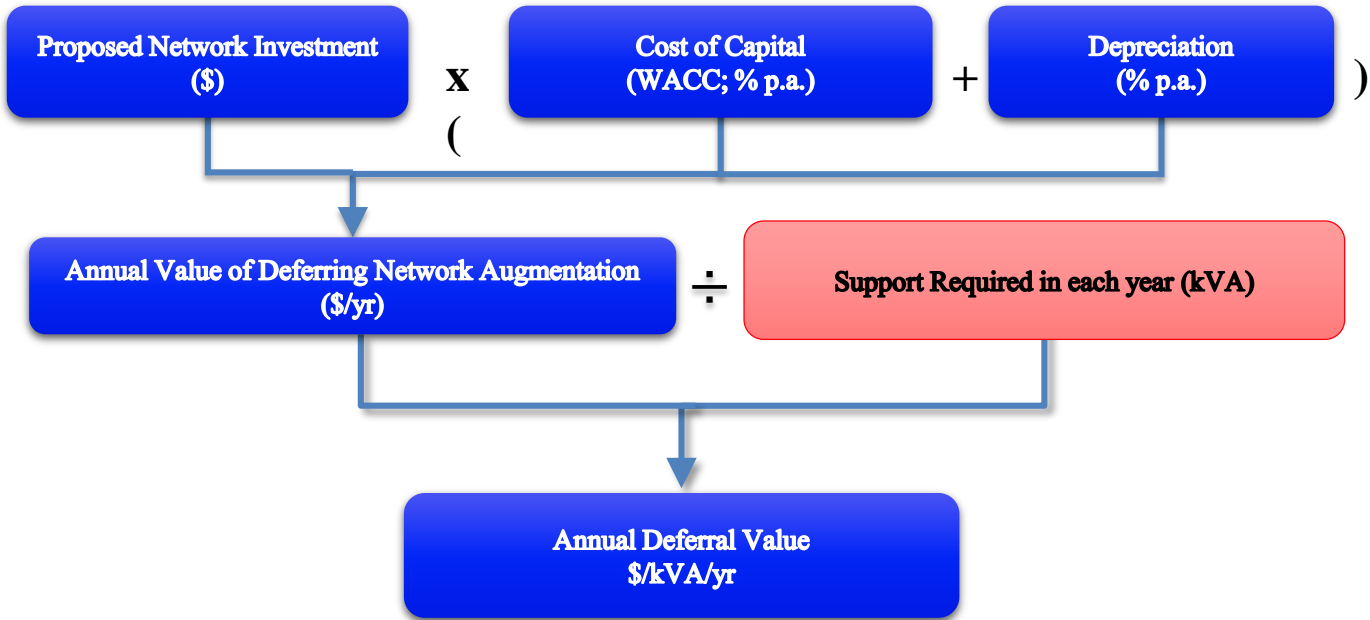 Proposed Network Investment
($)
x
(
Cost of Capital
(WACC; % p.a.)
+
Depreciation
(% p.a.)
)
Annual Value of Deferring Network Augmentation
($/yr)
÷
Support Required in each year (kVA)
Annual Deferral Value
$/kVA/yr